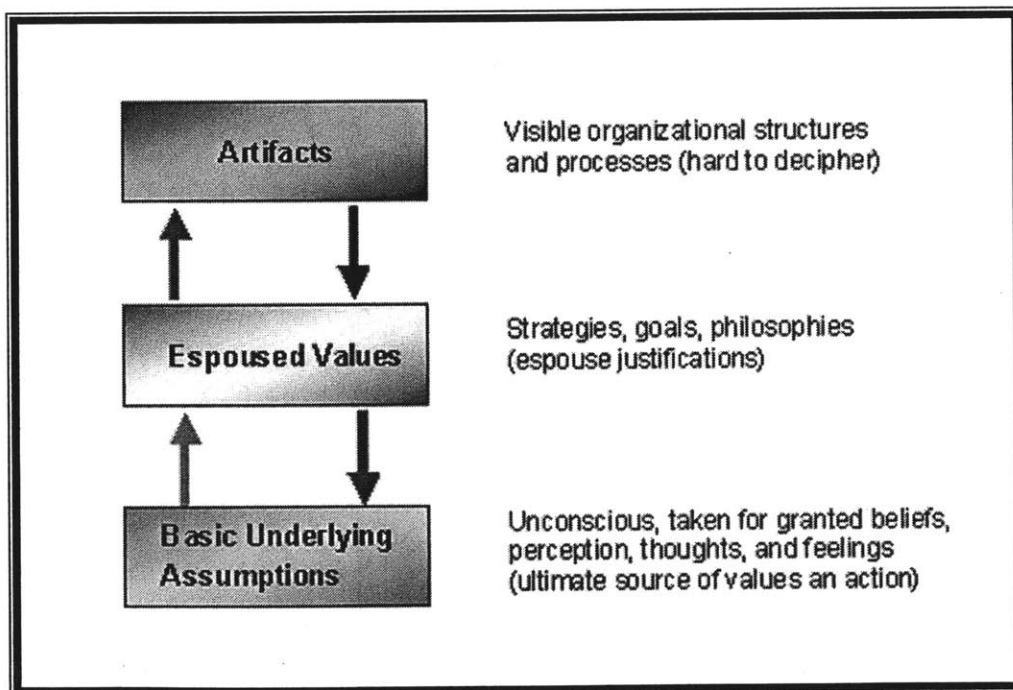 Artifacts
Visible organizational structures
and processes (hard to decipher)
Espoused Values
Strategies, goals, philosophies
(espouse justifications)
Basic Underlying
Assumptions
Unconscious, taken for granted beliefs,
perception, thoughts, and feelings
(ultimate source of values an action)